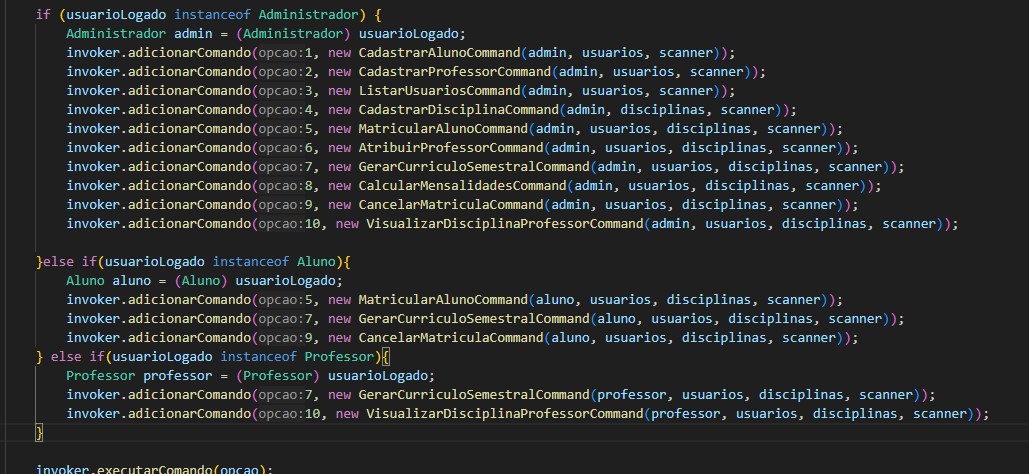 if (usuarioLogado instanceof Administrador) {
Administrador admin = (Administrador) usuarioLogado;
invoker.adicionarComando(opcao:1, new CadastrarAlunoCommand(admin, usuarios, scanner));
invoker.adicionarComando(opcao:2, new CadastrarProfessorCommand(admin, usuarios, scanner));
invoker.adicionarComando(opcao:3, new ListarUsuariosCommand(admin, usuarios, scanner));
invoker.adicionarComando(opcao:4, new CadastrarDisciplinaCommand(admin, disciplinas, scanner));
invoker.adicionarComando(opcao:5, new MatricularAlunoCommand(admin, usuarios, disciplinas, scanner));
invoker.adicionarComando(opcao:6, new AtribuirProfessorCommand(admin, usuarios, disciplinas, scanner));
invoker.adicionarComando(opcao:7, new GerarCurriculoSemestralCommand(admin, usuarios, disciplinas, scanner));
invoker.adicionarComando(opcao:8, new CalcularMensalidadesCommand(admin, usuarios, disciplinas, scanner));
invoker.adicionarComando(opcao:9, new CancelarMatriculaCommand(admin, usuarios, disciplinas, scanner));
invoker.adicionarComando(opcao:10, new VisualizarDisciplinaProfessorCommand(admin, usuarios, disciplinas, scanner));
}else if(usuarioLogado instanceof Aluno){
Aluno aluno = (Aluno) usuarioLogado;
invoker.adicionarComando(opcao:5, new MatricularAlunoCommand(aluno, usuarios, disciplinas, scanner));
invoker.adicionarComando(opcao:7, new GerarCurriculoSemestralCommand(aluno, usuarios, disciplinas, scanner));
invoker.adicionarComando(opcao:9, new CancelarMatriculaCommand(aluno, usuarios, disciplinas, scanner));
} else if(usuarioLogado instanceof Professor){
Professor professor = (Professor) usuarioLogado;
invoker.adicionarComando(opcao:7, new GerarCurriculoSemestralCommand(professor, usuarios, disciplinas, scanner));
invoker.adicionarComando(opcao:10, new VisualizarDisciplinaProfessorCommand(professor, usuarios, disciplinas, scanner));
}
invoker.executarComando(opcao);